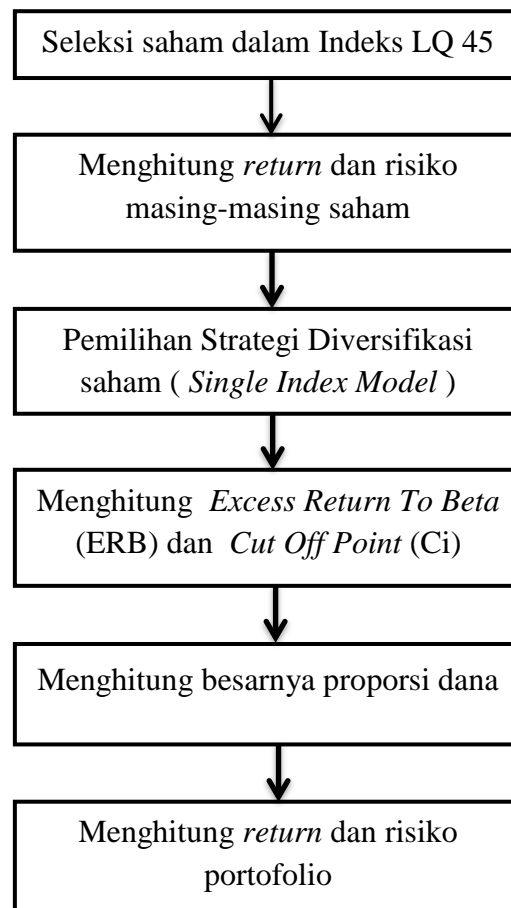 Seleksi saham dalam Indeks LQ 45
Menghitung return dan risiko
masing-masing saham
Pemilihan Strategi Diversifikasi
saham ( Single Index Model )
Menghitung Excess Return To Beta
(ERB) dan Cut Off Point (Ci)
Menghitung besarnya proporsi dana
Menghitung return dan risiko
portofolio